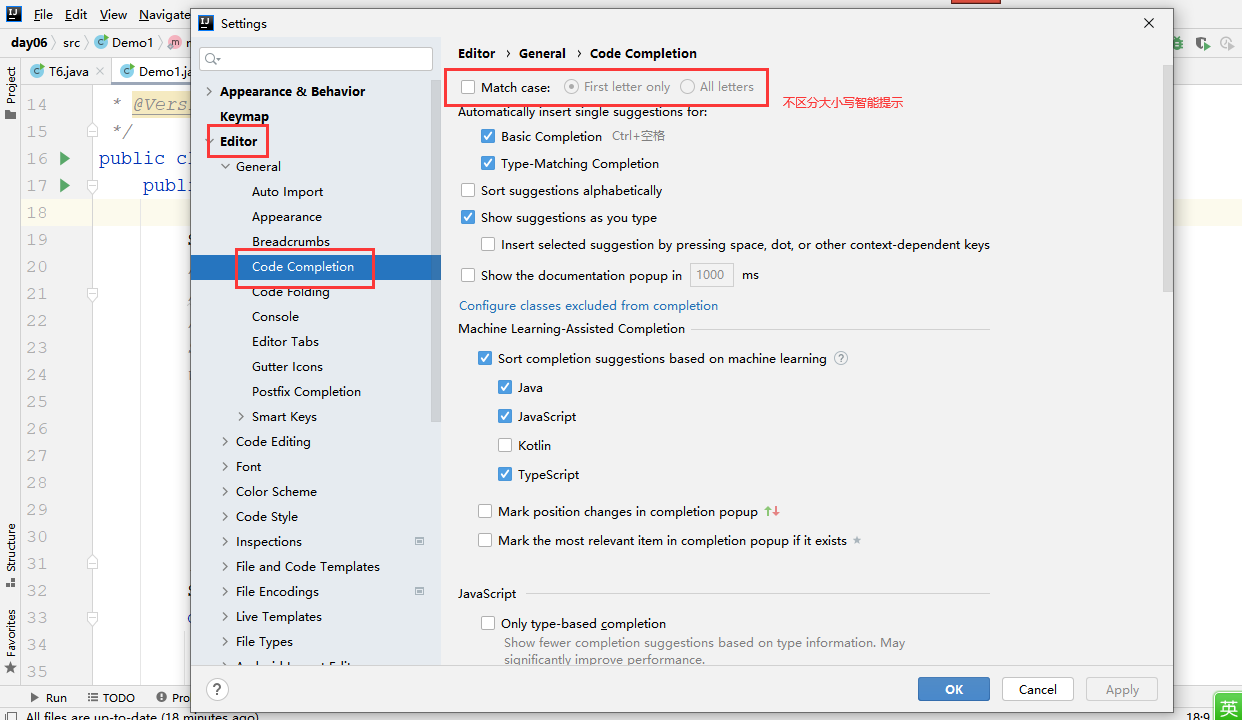 File Edit View Navigate
Settings
day06 src Demo1 m
T6.java Demo1.ja
Project
Structure
Favorites
14 * @Vers
15 */
16 public cl
17 publi
18
19
20
21
22
23
24
25
26
27
28
29
30
31
32
33
34
35
Appearance & Behavior
Keymap
Editor
General
Auto Import
Appearance
Breadcrumbs
Code Completion
Code Folding
Console
Editor Tabs
Gutter Icons
Postfix Completion
Smart Keys
Code Editing
Font
Color Scheme
Code Style
Inspections
File and Code Templates
File Encodings
Live Templates
File Types
Editor › General › Code Completion
Match case: First letter only All letters
不区分大小写智能提示
Automatically insert single suggestions for:
Basic Completion Ctrl+空格
Type-Matching Completion
Sort suggestions alphabetically
Show suggestions as you type
Insert selected suggestion by pressing space, dot, or other context-dependent keys
Show the documentation popup in 1000 ms
Configure classes excluded from completion
Machine Learning-Assisted Completion
Sort completion suggestions based on machine learning ?
Java
JavaScript
Kotlin
TypeScript
Mark position changes in completion popup ↑↓
Mark the most relevant item in completion popup if it exists ★
JavaScript
Only type-based completion
Show fewer completion suggestions based on type information. May
significantly improve performance.
? OK Cancel Apply
Run TODO Pro
All files are up-to-date (18 minutes ago)
18:9
英